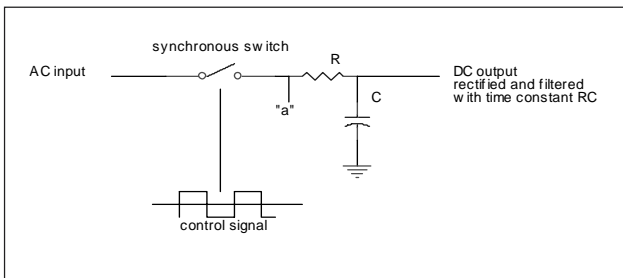 synchronous switch
AC input
R
DC output
rectified and filtered
with time constant RC
"a"
C
control signal